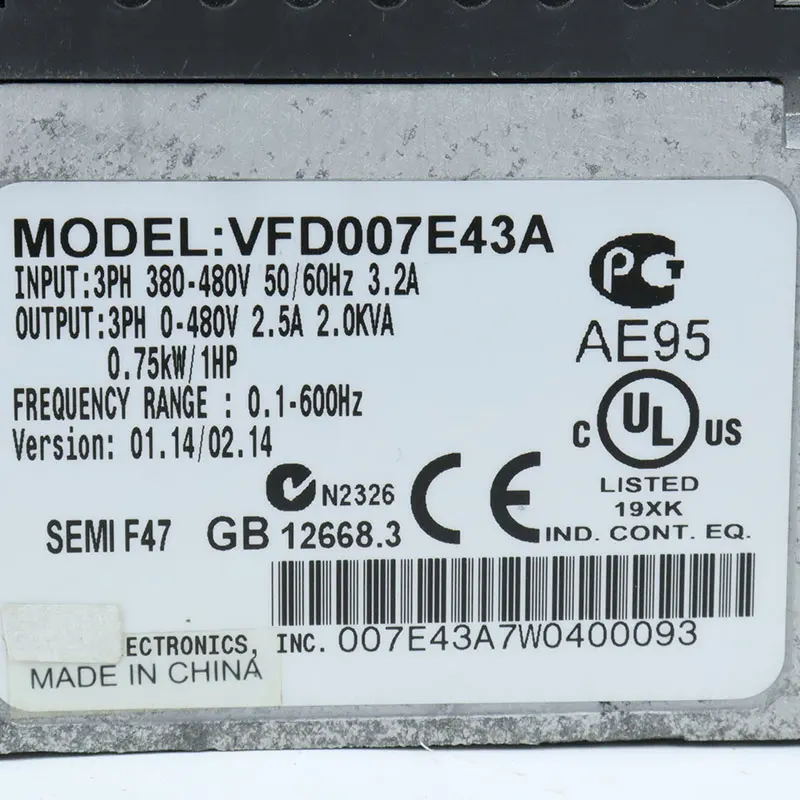 MODEL:VFD007E43A
INPUT:3PH 380-480V 50/60Hz 3.2A
OUTPUT:3PH 0-480V 2.5A 2.0KVA
0.75kW/1HP
FREQUENCY RANGE : 0.1-600Hz
Version: 01.14/02.14
PCT
AE95
C UL US
LISTED
19XK
IND. CONT. EQ.
N2326
CE
SEMI F47 GB 12668.3
ECTRONICS, INC. 007E43A7W0400093
MADE IN CHINA